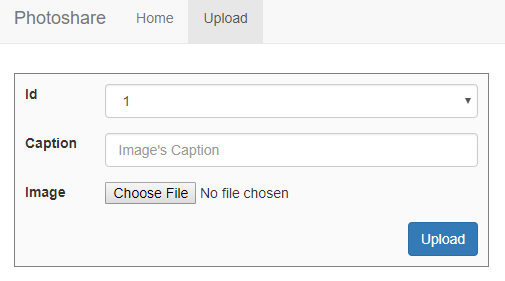 Photoshare Home Upload
Id 1
Caption Image's Caption
Image Choose File No file chosen
Upload